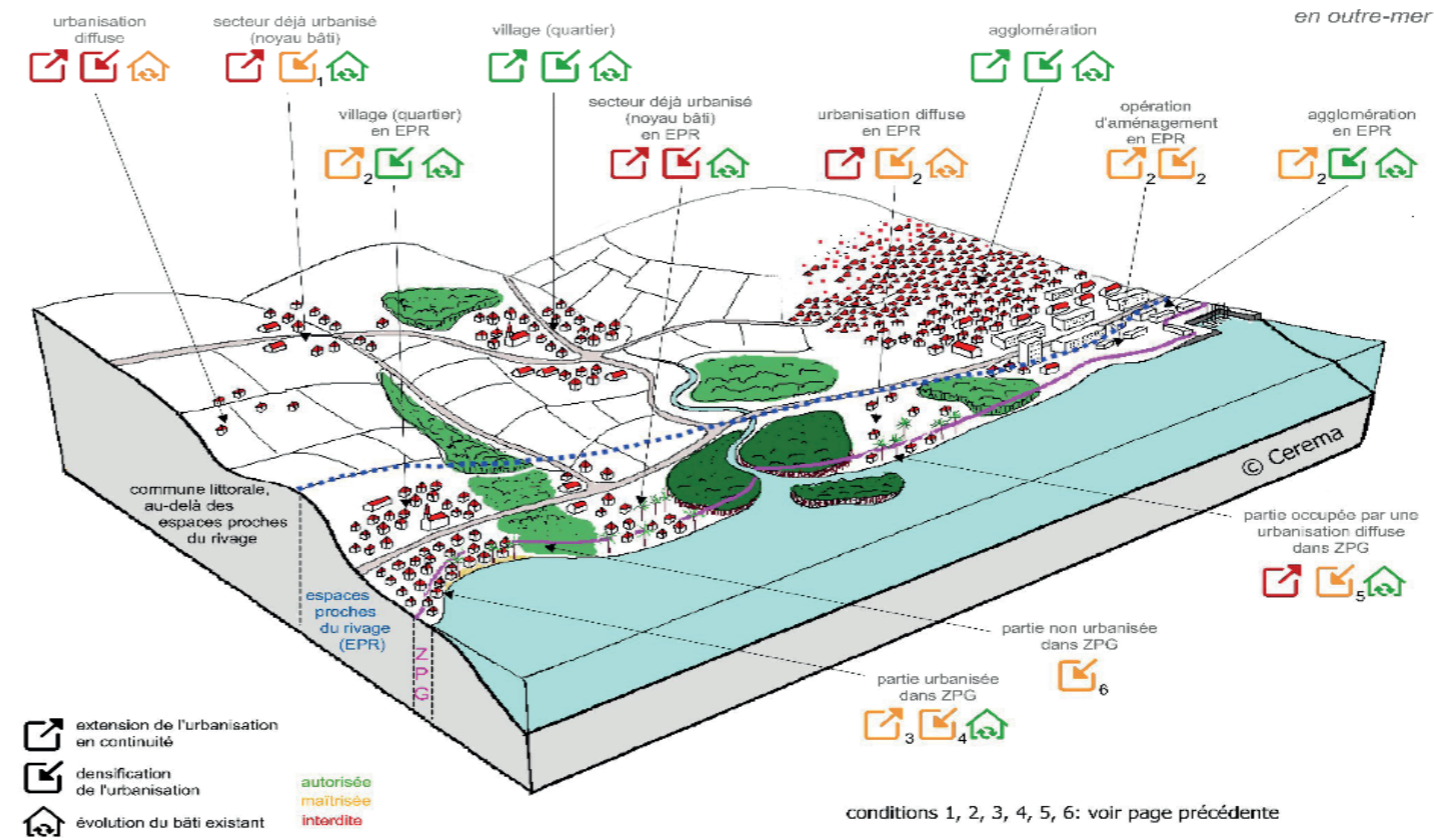 en outre-mer
urbanisation
diffuse
secteur déjà urbanisé
(noyau bâti)
1
village (quartier)
agglomération
village (quartier)
en EPR
2
secteur déjà urbanisé
(noyau bâti)
en EPR
urbanisation diffuse
en EPR
2
opération
d'aménagement
en EPR
2
2
agglomération
en EPR
2
© Cerema
commune littorale,
au-delà des
espaces proches
du rivage
espaces
proches
du rivage
(EPR)
Z
P
G
partie occupée par une
urbanisation diffuse
dans ZPG
5
partie non urbanisée
dans ZPG
6
partie urbanisée
dans ZPG
3
4
extension de l'urbanisation
en continuité
densification
de l'urbanisation
évolution du bâti existant
autorisée
maîtrisée
interdite
conditions 1, 2, 3, 4, 5, 6: voir page précédente